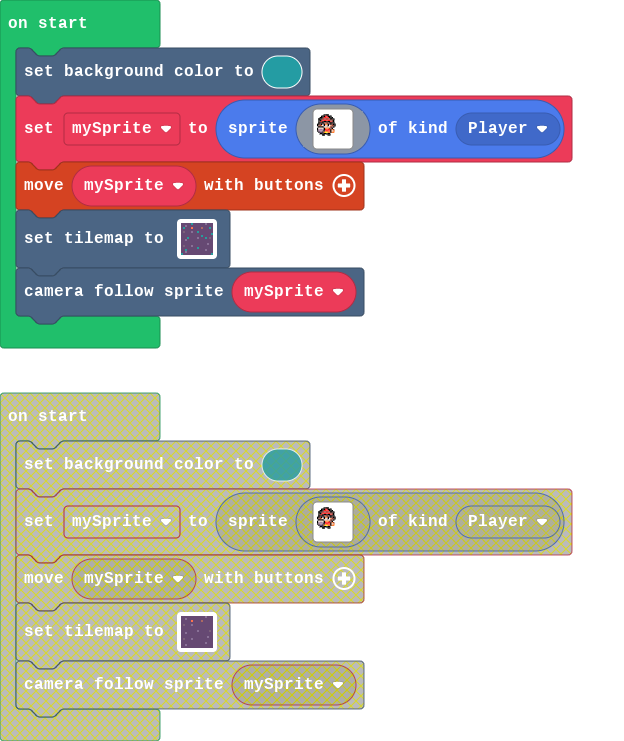 on start
set background color to
set mySprite to sprite of kind Player
move mySprite with buttons
set tilemap to
camera follow sprite mySprite
on start
set background color to
set mySprite to sprite of kind Player
move mySprite with buttons
set tilemap to
camera follow sprite mySprite